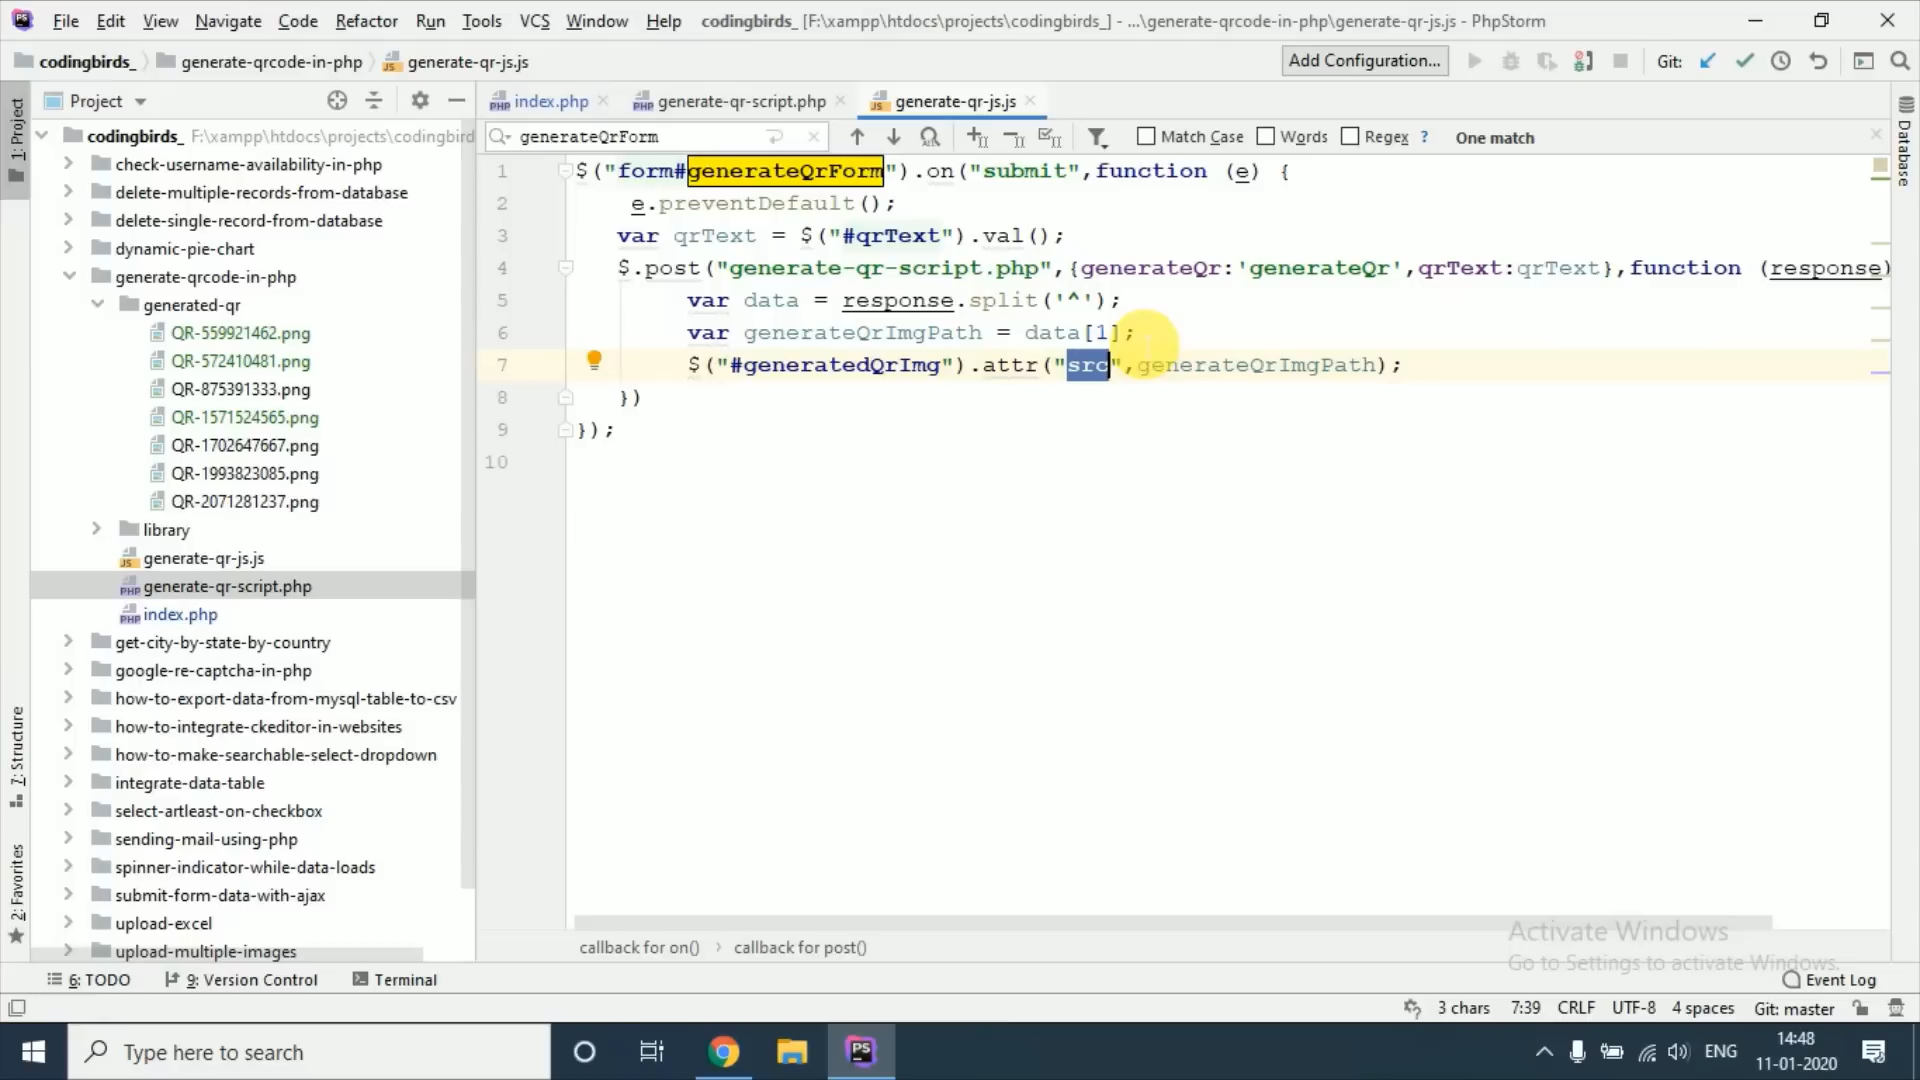 File Edit View Navigate Code Refactor Run Tools VCS Window Help codingbirds_ [F:\xampp\htdocs\projects\codingbirds_] - ...\generate-qrcode-in-php\generate-qr-js.js - PhpStorm
codingbirds_ generate-qrcode-in-php generate-qr-js.js Add Configuration... Git:
Project index.php generate-qr-script.php generate-qr-js.js
generateQrForm Match Case Words Regex ? One match
1: Project
Database
7: Structure
2: Favorites
codingbirds_ F:\xampp\htdocs\projects\codingbird
check-username-availability-in-php
delete-multiple-records-from-database
delete-single-record-from-database
dynamic-pie-chart
generate-qrcode-in-php
generated-qr
QR-559921462.png
QR-572410481.png
QR-875391333.png
QR-1571524565.png
QR-1702647667.png
QR-1993823085.png
QR-2071281237.png
library
generate-qr-js.js
generate-qr-script.php
index.php
get-city-by-state-by-country
google-re-captcha-in-php
how-to-export-data-from-mysql-table-to-csv
how-to-integrate-ckeditor-in-websites
how-to-make-searchable-select-dropdown
integrate-data-table
select-artleast-on-checkbox
sending-mail-using-php
spinner-indicator-while-data-loads
submit-form-data-with-ajax
upload-excel
upload-multiple-images
1 $("form#generateQrForm").on("submit",function (e) {
2 e.preventDefault();
3 var qrText = $("#qrText").val();
4 $.post("generate-qr-script.php",{generateQr:'generateQr',qrText:qrText},function (response)
5 var data = response.split('^');
6 var generateQrImgPath = data[1];
7 $("#generatedQrImg").attr("src",generateQrImgPath);
8 })
9 });
10
callback for on() callback for post()
Activate Windows
Go to Settings to activate Windows.
6: TODO 9: Version Control Terminal Event Log
3 chars 7:39 CRLF UTF-8 4 spaces Git: master
Type here to search PS ENG 14:48
11-01-2020